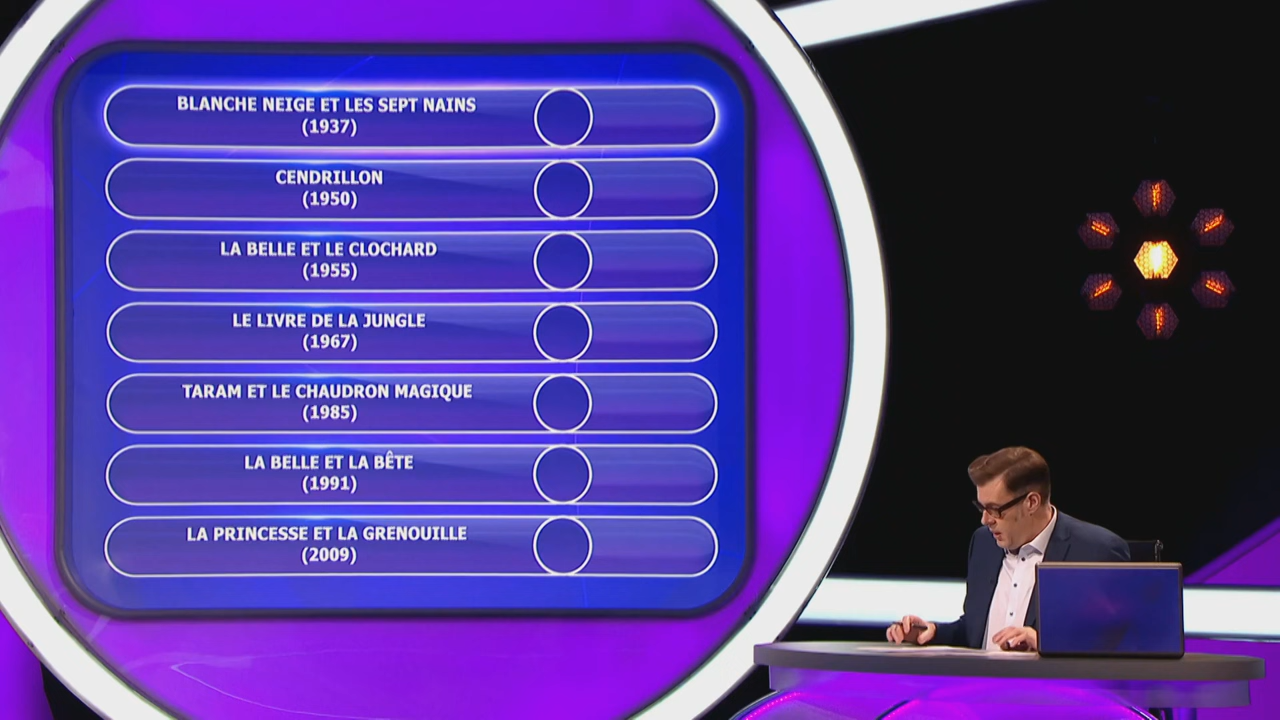 BLANCHE NEIGE ET LES SEPT NAINS
(1937)
CENDRILLON
(1950)
LA BELLE ET LE CLOCHARD
(1955)
LE LIVRE DE LA JUNGLE
(1967)
TARAM ET LE CHAUDRON MAGIQUE
(1985)
LA BELLE ET LA BÊTE
(1991)
LA PRINCESSE ET LA GRENOUILLE
(2009)